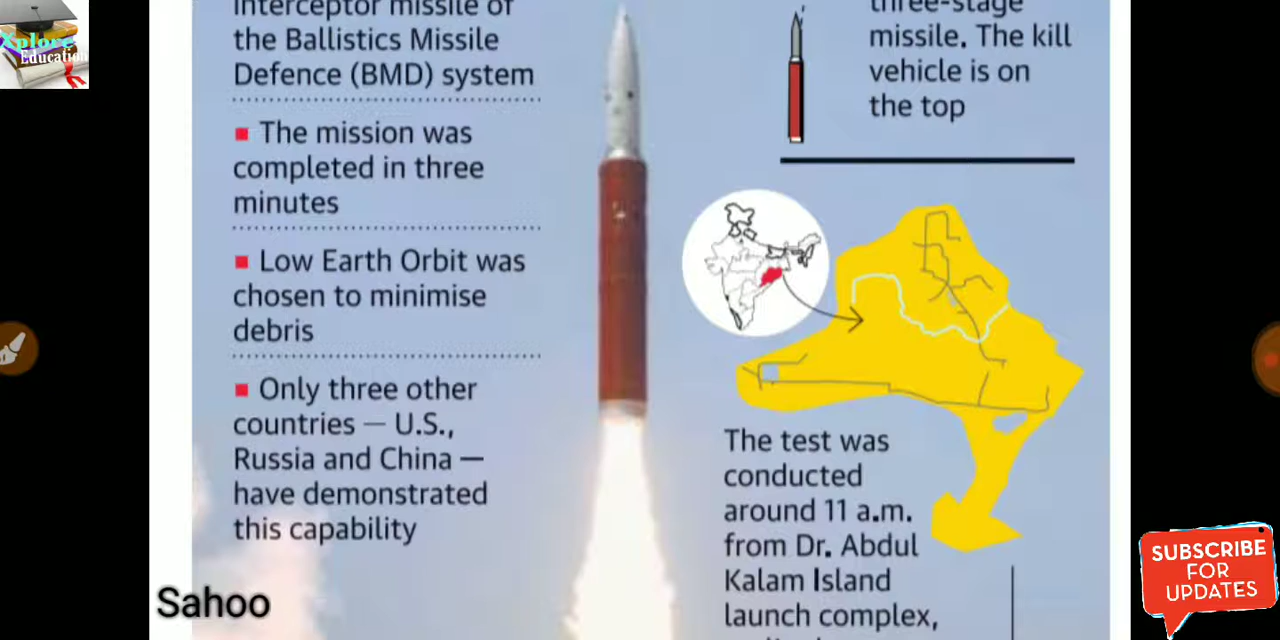 Xplore
Education
interceptor missile of
the Ballistics Missile
Defence (BMD) system
The mission was
completed in three
minutes
Low Earth Orbit was
chosen to minimise
debris
Only three other
countries — U.S.,
Russia and China —
have demonstrated
this capability
three-stage
missile. The kill
vehicle is on
the top
The test was
conducted
around 11 a.m.
from Dr. Abdul
Kalam Island
launch complex,
Sahoo
SUBSCRIBE
FOR
UPDATES